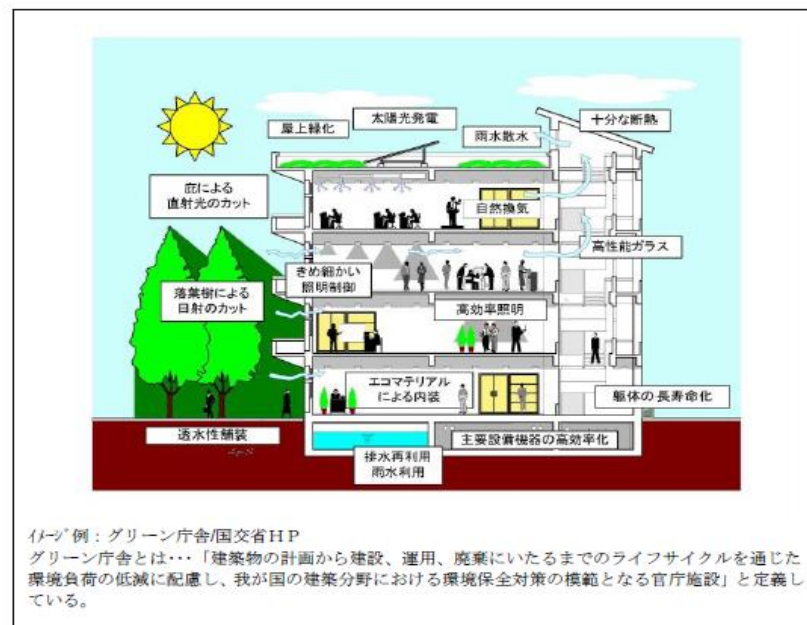 屋上緑化
太陽光発電
雨水散水
十分な断熱
庇による
直射光のカット
自然換気
高性能ガラス
きめ細かい
照明制御
落葉樹による
日射のカット
高効率照明
エコマテリアル
による内装
躯体の長寿命化
透水性舗装
主要設備機器の高効率化
排水再利用
雨水利用
イメージ例：グリーン庁舎/国交省ＨＰ
グリーン庁舎とは・・・「建築物の計画から建設、運用、廃棄にいたるまでのライフサイクルを通じた
環境負荷の低減に配慮し、我が国の建築分野における環境保全対策の模範となる官庁施設」と定義し
ている。